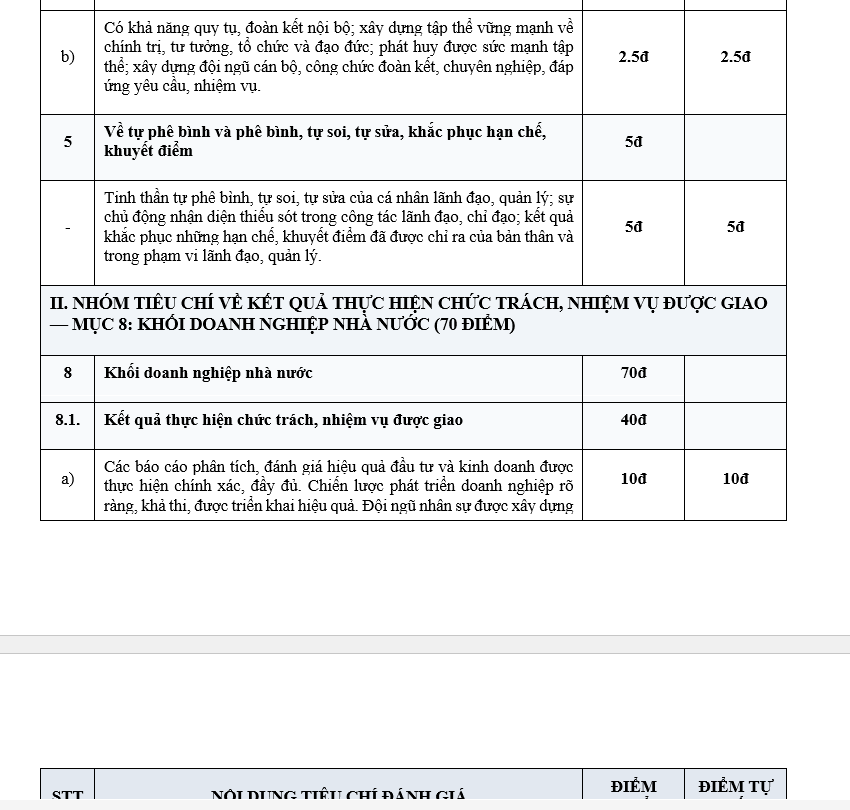 Có khả năng quy tụ, đoàn kết nội bộ; xây dựng tập thể vững mạnh về
chính trị, tư tưởng, tổ chức và đạo đức; phát huy được sức mạnh tập
b)
thể; xây dựng đội ngũ cán bộ, công chức đoàn kết, chuyên nghiệp, đáp
ứng yêu cầu, nhiệm vụ.
2.5đ
2.5đ
5
Về tự phê bình và phê bình, tự soi, tự sửa, khắc phục hạn chế,
khuyết điểm
5đ
-
Tinh thần tự phê bình, tự soi, tự sửa của cá nhân lãnh đạo, quản lý; sự
chủ động nhận diện thiếu sót trong công tác lãnh đạo, chỉ đạo; kết quả
khắc phục những hạn chế, khuyết điểm đã được chỉ ra của bản thân và
trong phạm vi lãnh đạo, quản lý.
5đ
5đ
II. NHÓM TIÊU CHÍ VỀ KẾT QUẢ THỰC HIỆN CHỨC TRÁCH, NHIỆM VỤ ĐƯỢC GIAO
— MỤC 8: KHỐI DOANH NGHIỆP NHÀ NƯỚC (70 ĐIỂM)
8
Khối doanh nghiệp nhà nước
70đ
8.1.
Kết quả thực hiện chức trách, nhiệm vụ được giao
40đ
a)
Các báo cáo phân tích, đánh giá hiệu quả đầu tư và kinh doanh được
thực hiện chính xác, đầy đủ. Chiến lược phát triển doanh nghiệp rõ
ràng, khả thi, được triển khai hiệu quả. Đội ngũ nhân sự được xây dựng
10đ
10đ
STT
NỘI DUNG TIÊU CHÍ ĐÁNH GIÁ
ĐIỂM
ĐIỂM TỰ